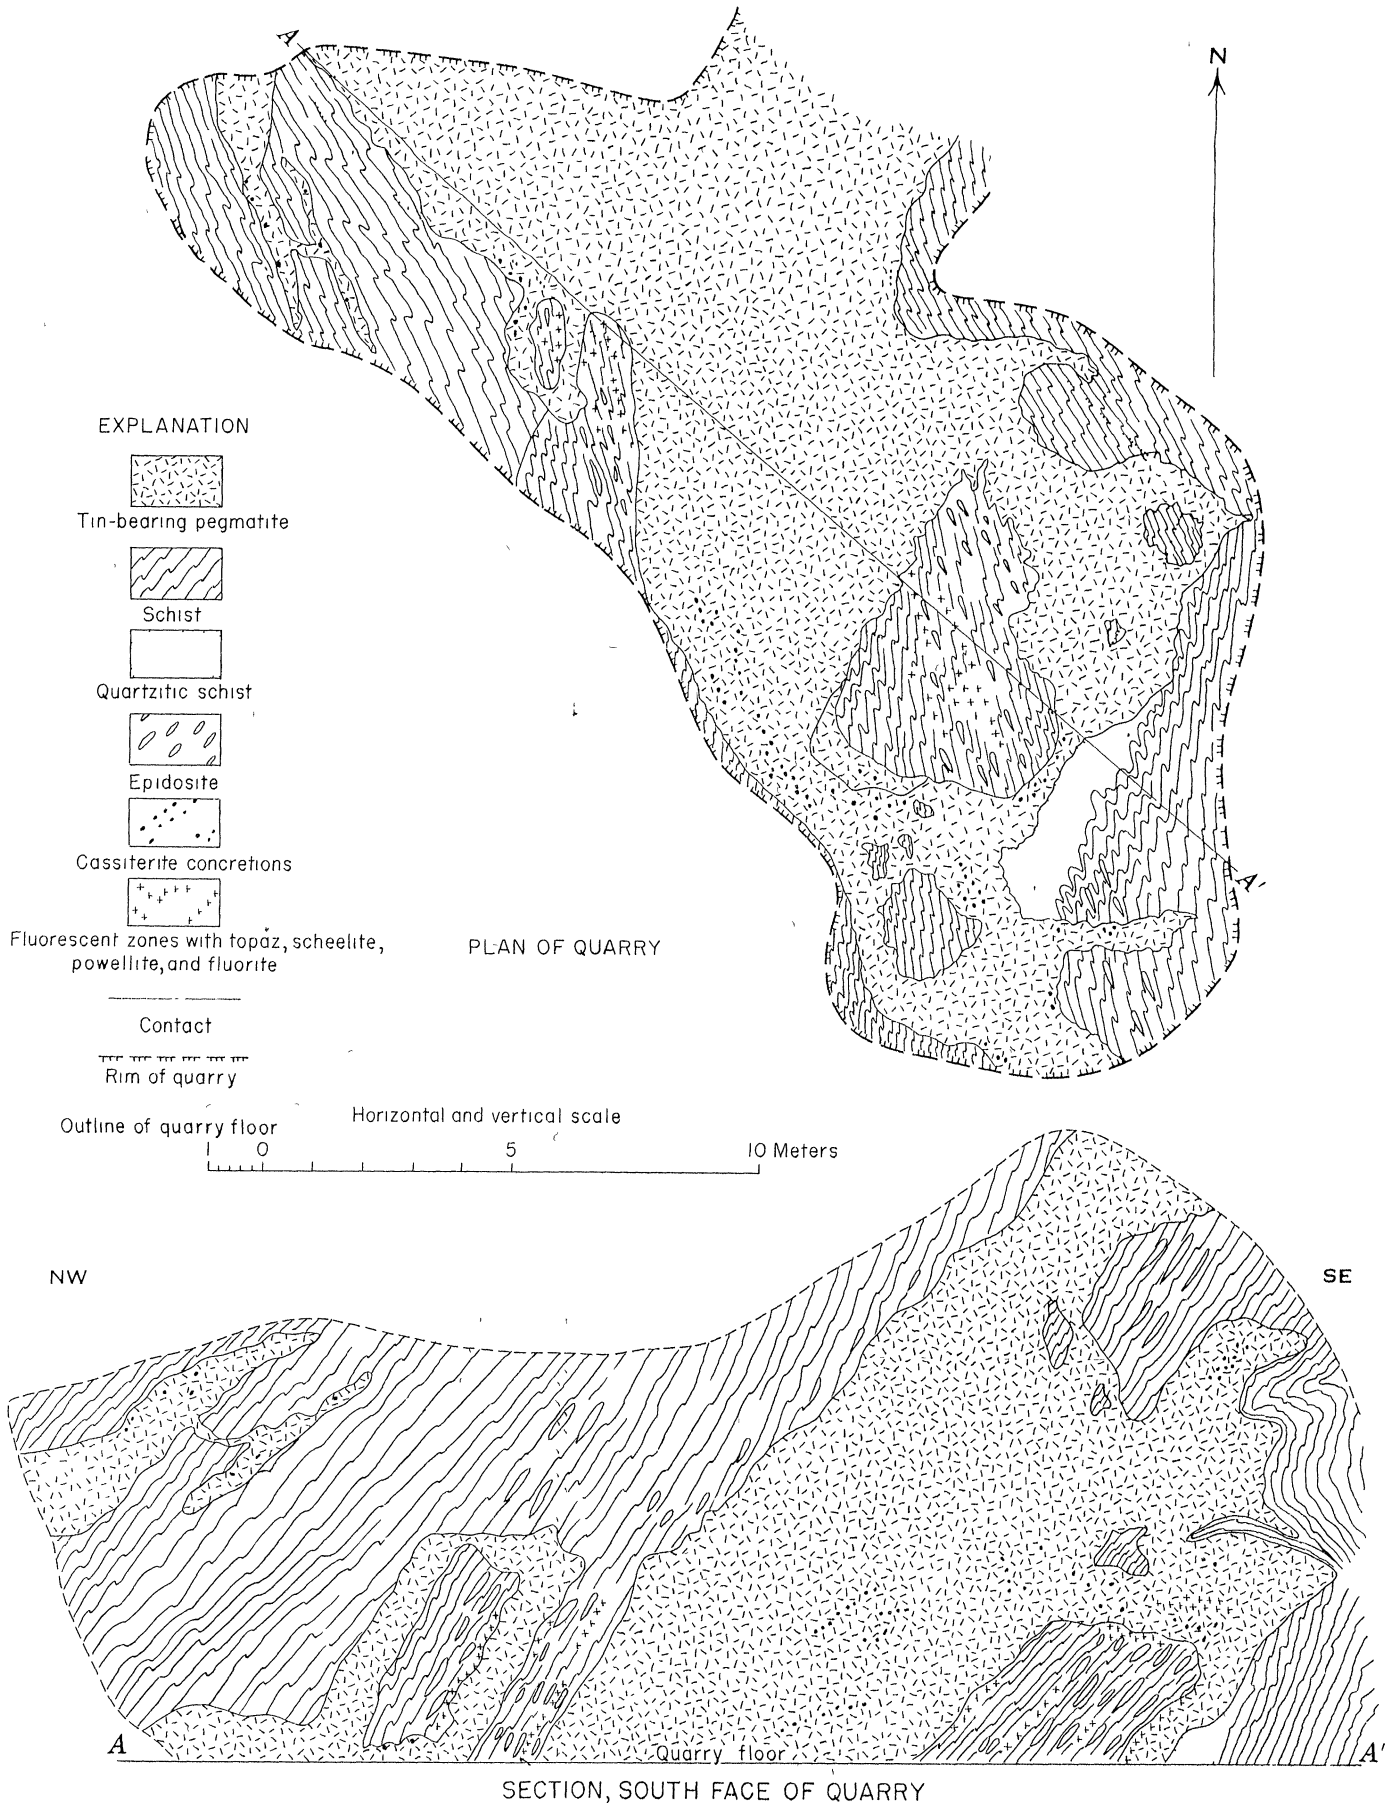 A
N
EXPLANATION
Tin-bearing pegmatite
Schist
Quartzitic schist
Epidosite
Cassiterite concretions
Fluorescent zones with topaz, scheelite,
powellite, and fluorite
Contact
Rim of quarry
Outline of quarry floor
PLAN OF QUARRY
A'
Horizontal and vertical scale
1 0 5 10 Meters
NW
SE
A
Quarry floor
A'
SECTION, SOUTH FACE OF QUARRY